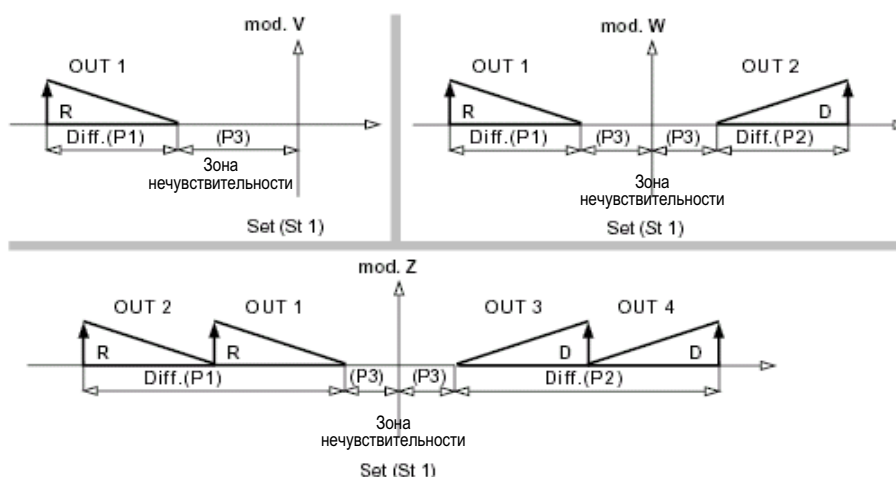 mod. V
OUT 1
R
Diff.(P1) (P3)
Зона
нечувствительности
Set (St 1)
mod. W
OUT 1 OUT 2
R D
Diff.(P1) (P3) (P3) Diff.(P2)
Зона
нечувствительности
Set (St 1)
mod. Z
OUT 2 OUT 1 OUT 3 OUT 4
R R D D
Diff.(P1) (P3) (P3) Diff.(P2)
Зона
нечувствительности
Set (St 1)